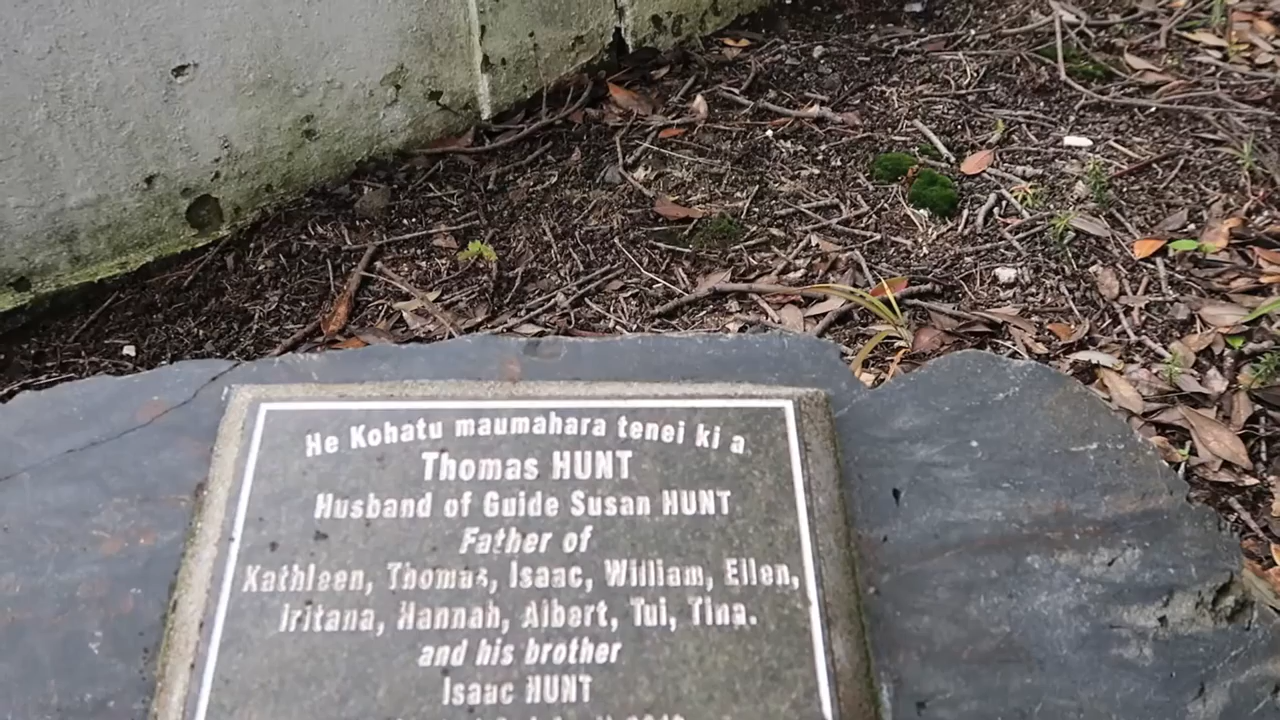 He Kohatu maumahara tenei ki a
Thomas HUNT
Husband of Guide Susan HUNT
Father of
Kathleen, Thomas, Isaac, William, Ellen,
Iritana, Hannah, Albert, Tui, Tina.
and his brother
Isaac HUNT